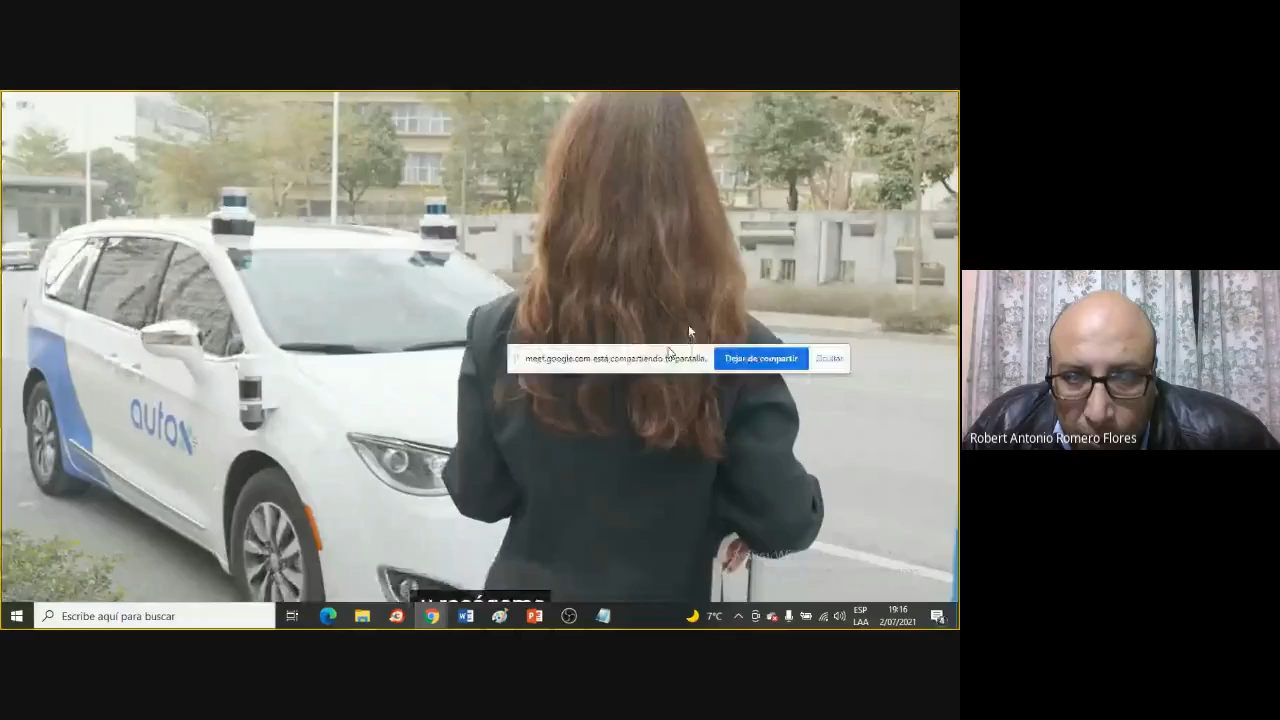 autoX
meet.google.com está compartiendo tu pantalla.
Dejar de compartir
Ocultar
Robert Antonio Romero Flores
Escribe aquí para buscar
7°C
ESP
LAA
19:16
2/07/2021
4